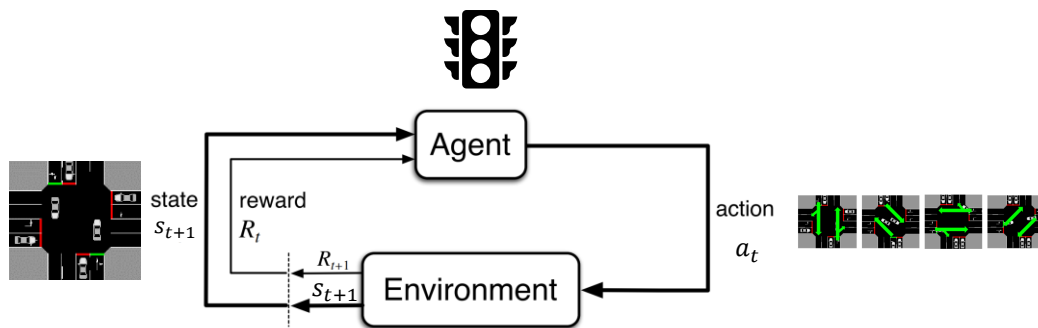 Agent
state
s_{t+1}
reward
R_t
action
a_t
R_{t+1}
s_{t+1}
Environment